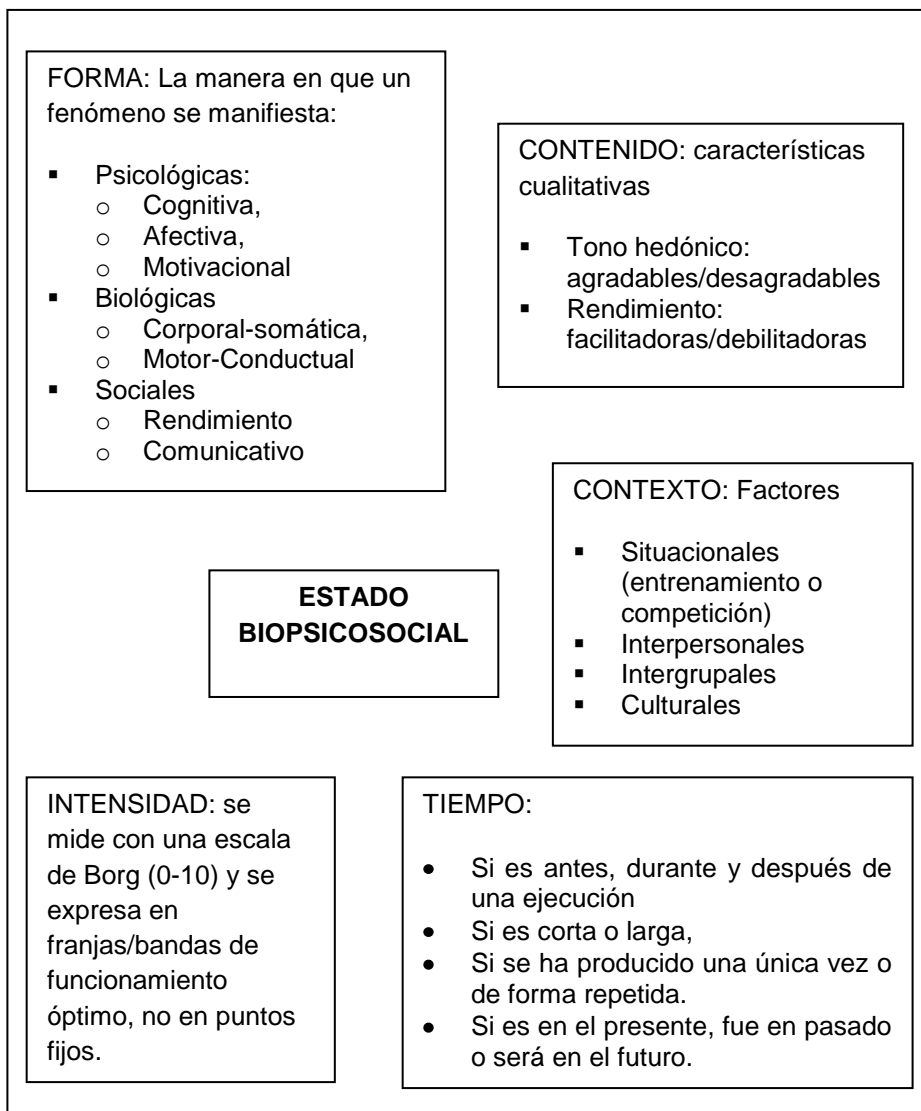 FORMA: La manera en que un
fenómeno se manifiesta:
▪ Psicológicas:
o Cognitiva,
o Afectiva,
o Motivacional
▪ Biológicas
o Corporal-somática,
o Motor-Conductual
▪ Sociales
o Rendimiento
o Comunicativo
CONTENIDO: características
cualitativas
▪ Tono hedónico:
agradables/desagradables
▪ Rendimiento:
facilitadoras/debilitadoras
CONTEXTO: Factores
▪ Situacionales
(entrenamiento o
competición)
▪ Interpersonales
▪ Intergrupales
▪ Culturales
ESTADO
BIOPSICOSOCIAL
INTENSIDAD: se
mide con una escala
de Borg (0-10) y se
expresa en
franjas/bandas de
funcionamiento
óptimo, no en puntos
fijos.
TIEMPO:
• Si es antes, durante y después de
una ejecución
• Si es corta o larga,
• Si se ha producido una única vez o
de forma repetida.
• Si es en el presente, fue en pasado
o será en el futuro.